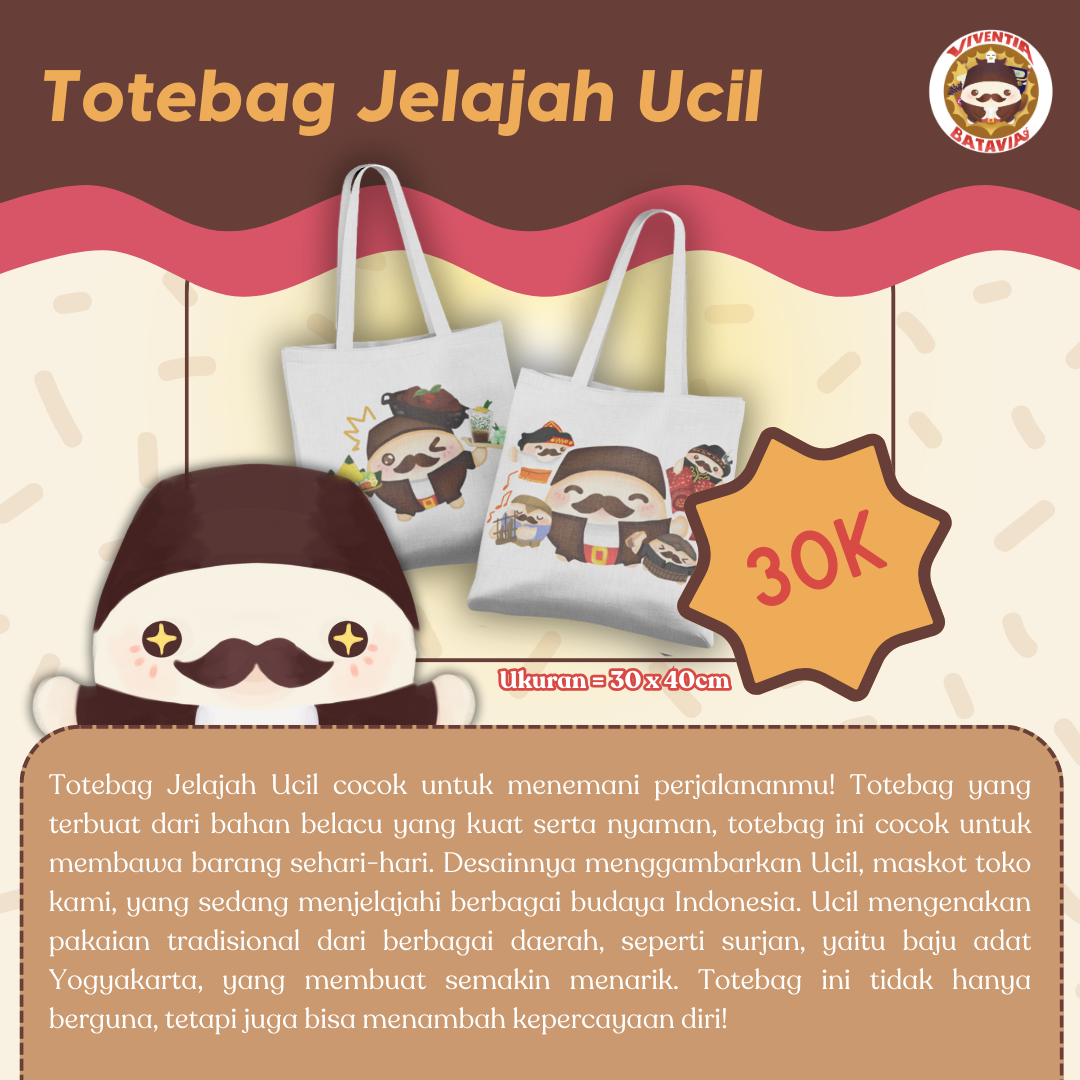 Totebag Jelajah Ucil
VIVENTIA
BATAVIA
30K
Ukuran = 30 x 40cm
Totebag Jelajah Ucil cocok untuk menemani perjalananmu! Totebag yang
terbuat dari bahan belacu yang kuat serta nyaman, totebag ini cocok untuk
membawa barang sehari-hari. Desainnya menggambarkan Ucil, maskot toko
kami, yang sedang menjelajahi berbagai budaya Indonesia. Ucil mengenakan
pakaian tradisional dari berbagai daerah, seperti surjan, yaitu baju adat
Yogyakarta, yang membuat semakin menarik. Totebag ini tidak hanya
berguna, tetapi juga bisa menambah kepercayaan diri!